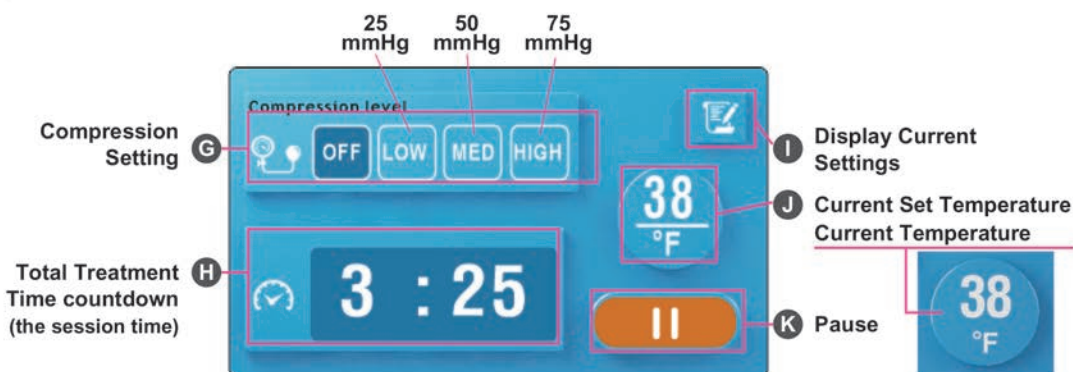 25
mmHg
50
mmHg
75
mmHg
Compression level
Compression
Setting
G
OFF
LOW
MED
HIGH
I
Display Current
Settings
38
°F
J
Current Set Temperature
Current Temperature
Total Treatment
Time countdown
(the session time)
H
3 : 25
K
Pause
38
°F